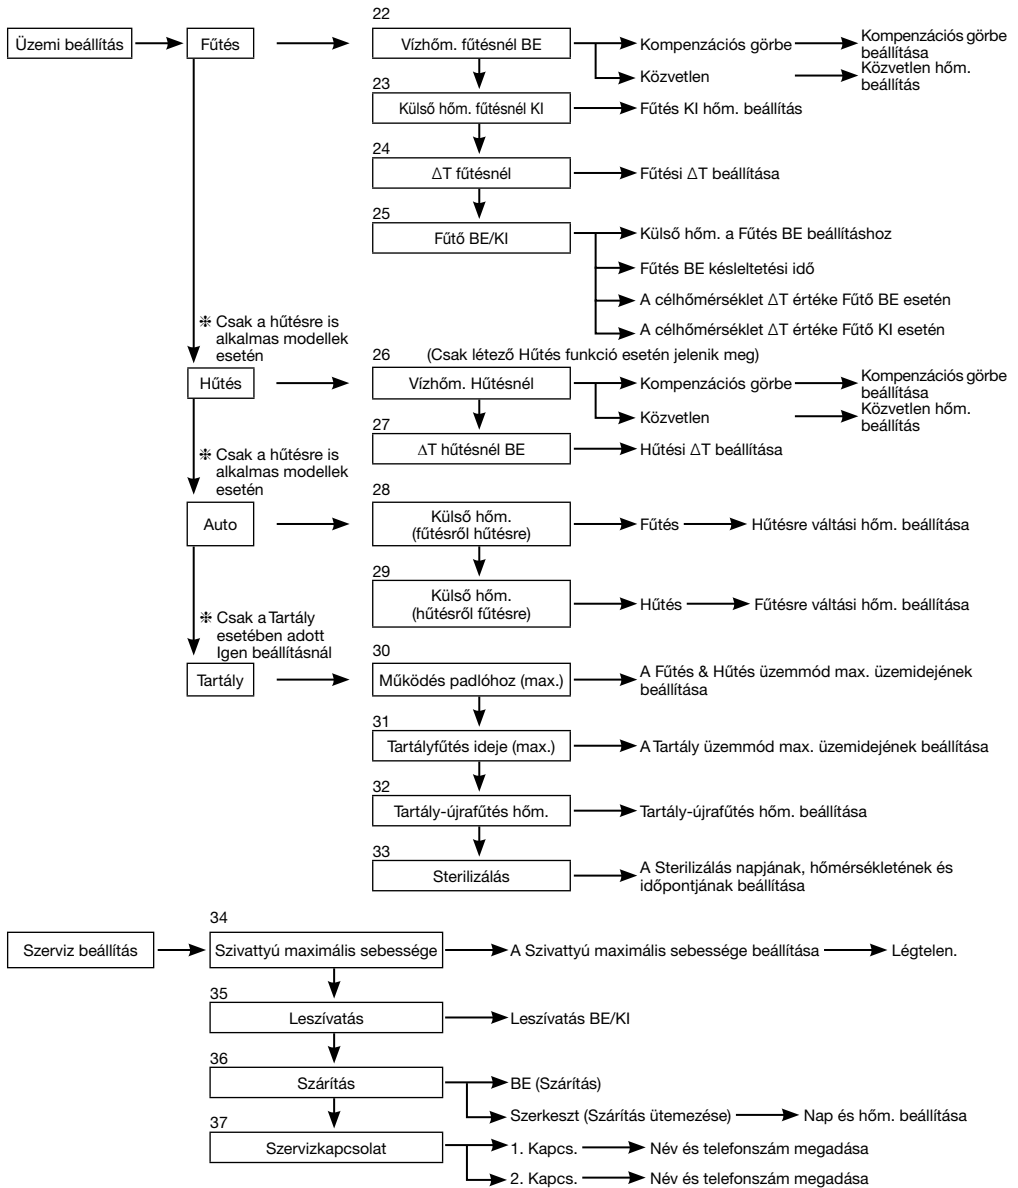 22
Üzemi beállítás
Fűtés
Vízhőm. fűtésnél BE
Kompenzációs görbe
Kompenzációs görbe
beállítása
Közvetlen
Közvetlen hőm.
beállítás
23
Külső hőm. fűtésnél KI
Fűtés KI hőm. beállítás
24
ΔT fűtésnél
Fűtési ΔT beállítása
25
Fűtő BE/KI
Külső hőm. a Fűtés BE beállításhoz
Fűtés BE késleltetési idő
A célhőmérséklet ΔT értéke Fűtő BE esetén
A célhőmérséklet ΔT értéke Fűtő KI esetén
❈ Csak a hűtésre is
alkalmas modellek
esetén
26 (Csak létező Hűtés funkció esetén jelenik meg)
Hűtés
Vízhőm. Hűtésnél
Kompenzációs görbe
Kompenzációs görbe
beállítása
Közvetlen
Közvetlen hőm.
beállítás
27
ΔT hűtésnél BE
Hűtési ΔT beállítása
❈ Csak a hűtésre is
alkalmas modellek
esetén
28
Auto
Külső hőm.
(fűtésről hűtésre)
Fűtés
Hűtésre váltási hőm. beállítása
29
Külső hőm.
(hűtésről fűtésre)
Hűtés
Fűtésre váltási hőm. beállítása
❈ Csak a Tartály
esetében adott
Igen beállításnál
30
Tartály
Működés padlóhoz (max.)
A Fűtés & Hűtés üzemmód max. üzemidejének
beállítása
31
Tartályfűtés ideje (max.)
A Tartály üzemmód max. üzemidejének beállítása
32
Tartály-újrafűtés hőm.
Tartály-újrafűtés hőm. beállítása
33
Sterilizálás
A Sterilizálás napjának, hőmérsékletének és
időpontjának beállítása
34
Szerviz beállítás
Szivattyú maximális sebessége
A Szivattyú maximális sebessége beállítása
Légtelen.
35
Leszívatás
Leszívatás BE/KI
36
Szárítás
BE (Szárítás)
Szerkeszt (Szárítás ütemezése)
Nap és hőm. beállítása
37
Szervizkapcsolat
1. Kapcs.
Név és telefonszám megadása
2. Kapcs.
Név és telefonszám megadása